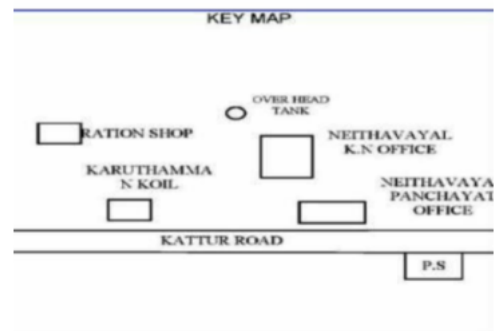 KEY MAP
OVER HEAD
TANK
RATION SHOP
NEITHAVAYAL
K.N OFFICE
KARUTHAMMA
N KOIL
NEITHAVAYA
PANCHAYAT
OFFICE
KATTUR ROAD
P.S